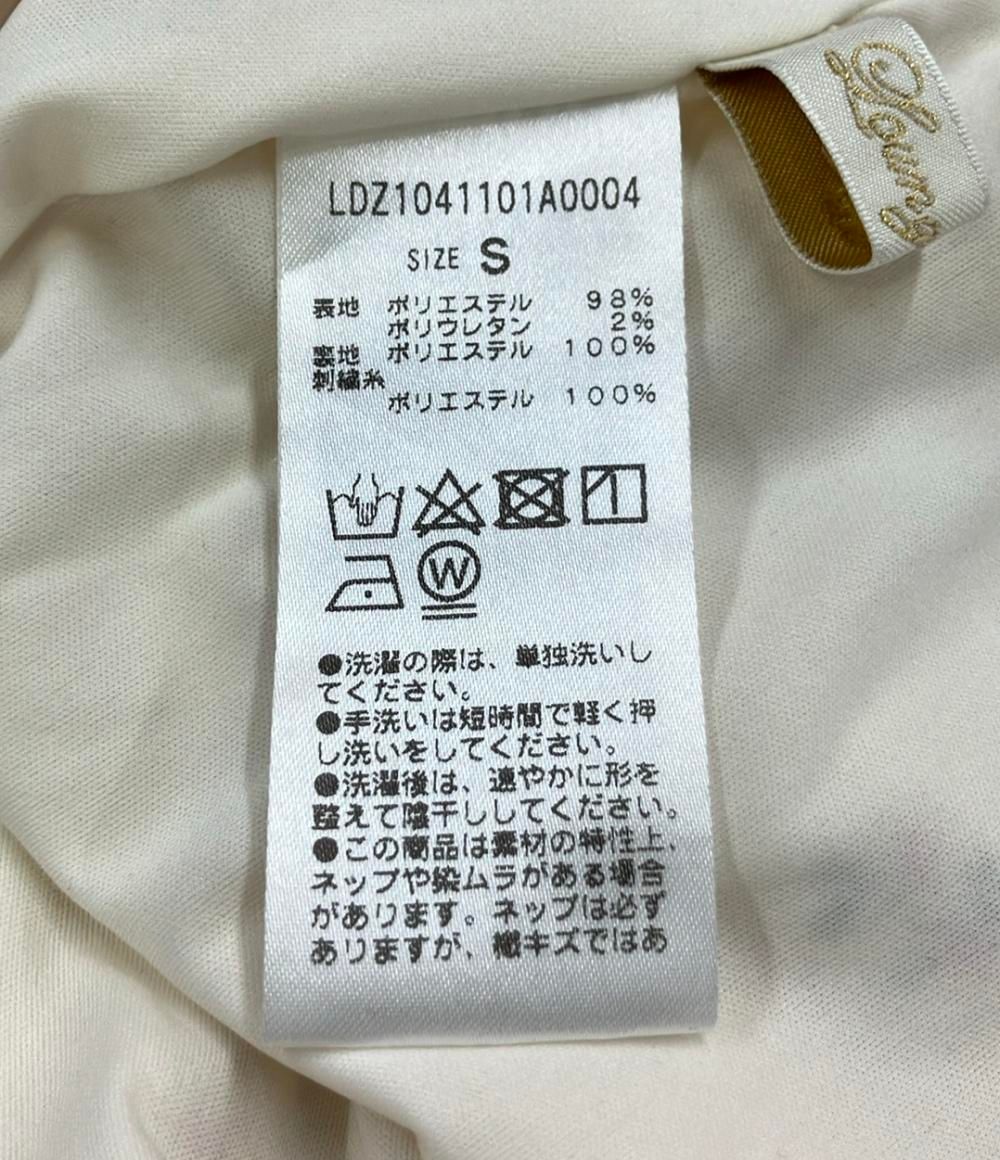 LDZ1041101A0004
SIZE S
表地 ポリエステル 98%
ポリウレタン 2%
裏地 ポリエステル 100%
刺繍糸
ポリエステル 100%
W
●洗濯の際は、単独洗いし
てください。
●手洗いは短時間で軽く押
し洗いをしてください。
●洗濯後は、速やかに形を
整えて陰干ししてください。
●この商品は素材の特性上、
ネップや染ムラがある場合
があります。ネップは必ず
ありますが、織キズではあ